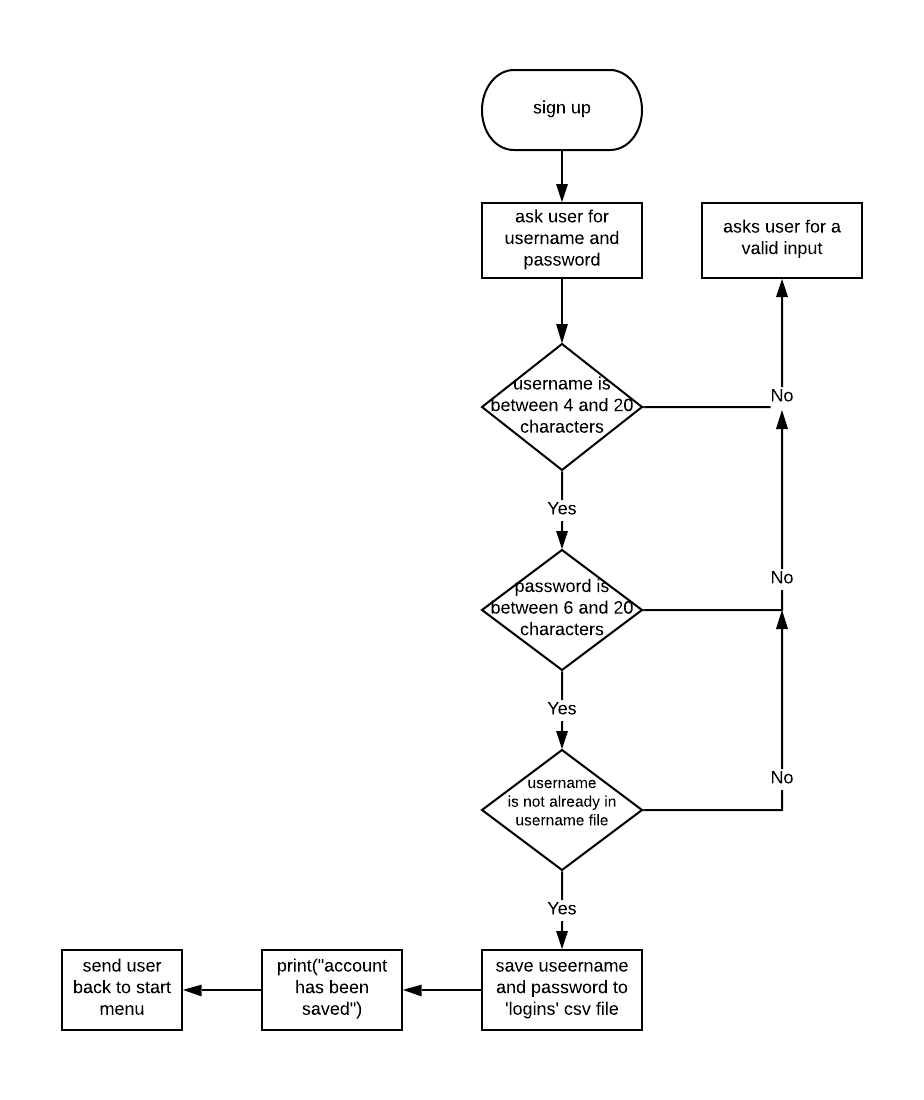 sign up
ask user for
username and
password
asks user for a
valid input
username is
between 4 and 20
characters
No
Yes
No
password is
between 6 and 20
characters
Yes
No
username
is not already in
username file
Yes
save useername
and password to
'logins' csv file
print("account
has been
saved")
send user
back to start
menu